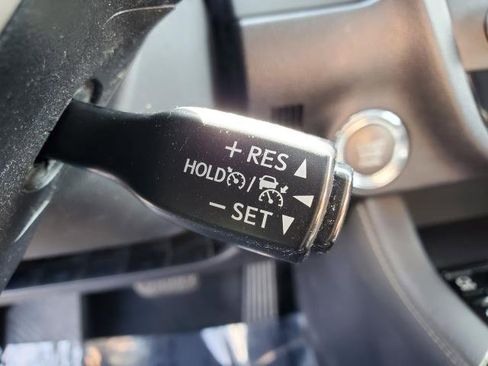 + RES
HOLD /
− SET